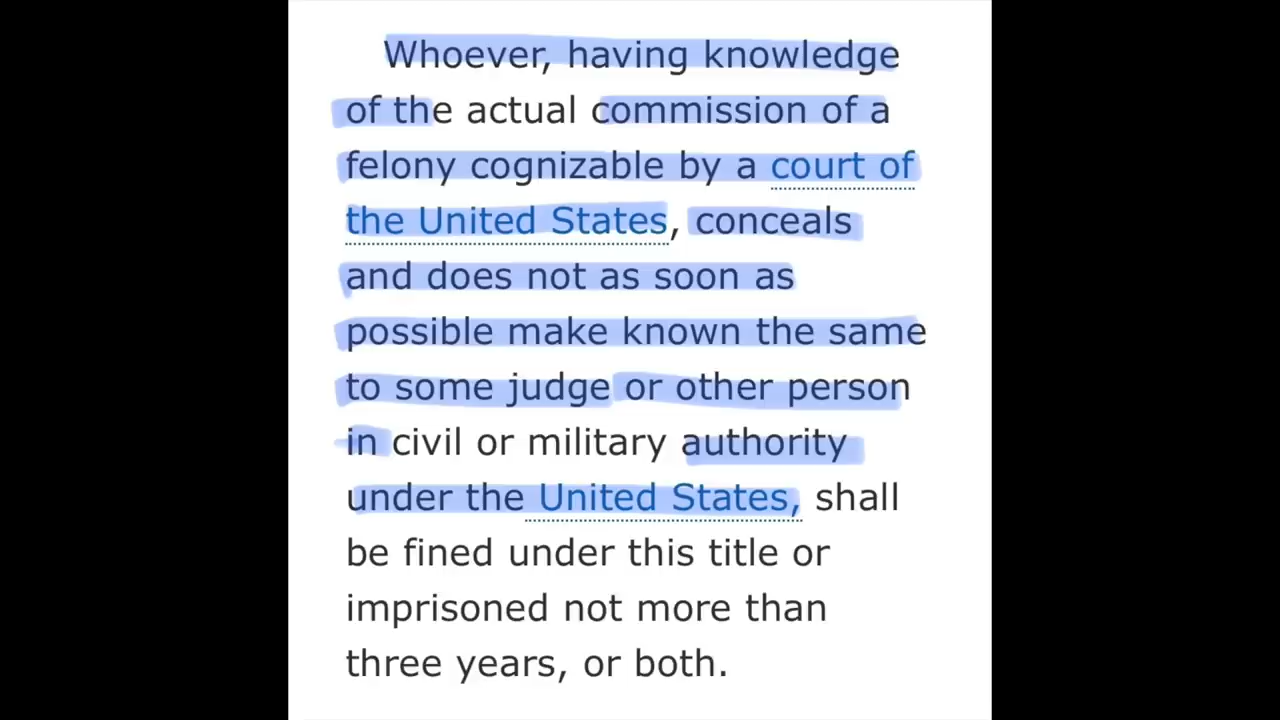 Whoever, having knowledge
of the actual commission of a
felony cognizable by a court of
the United States, conceals
and does not as soon as
possible make known the same
to some judge or other person
in civil or military authority
under the United States, shall
be fined under this title or
imprisoned not more than
three years, or both.